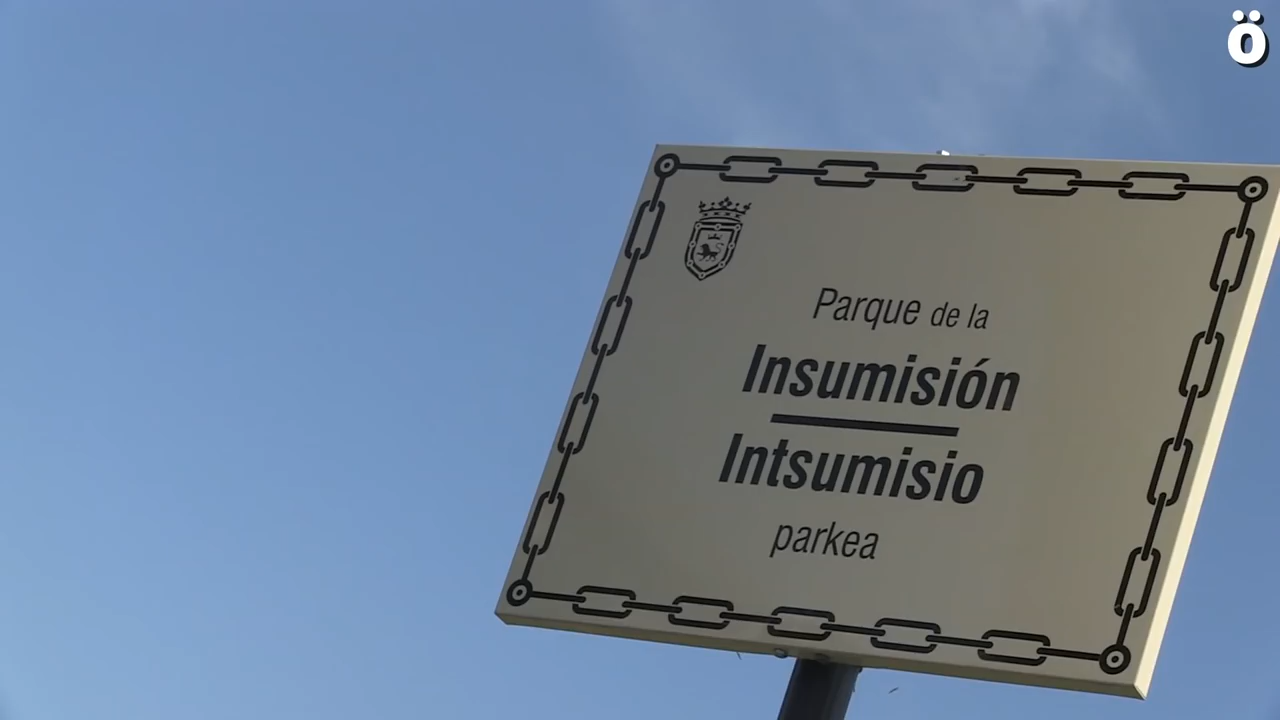 ö
Parque de la
Insumisión
Intsumisio
parkea